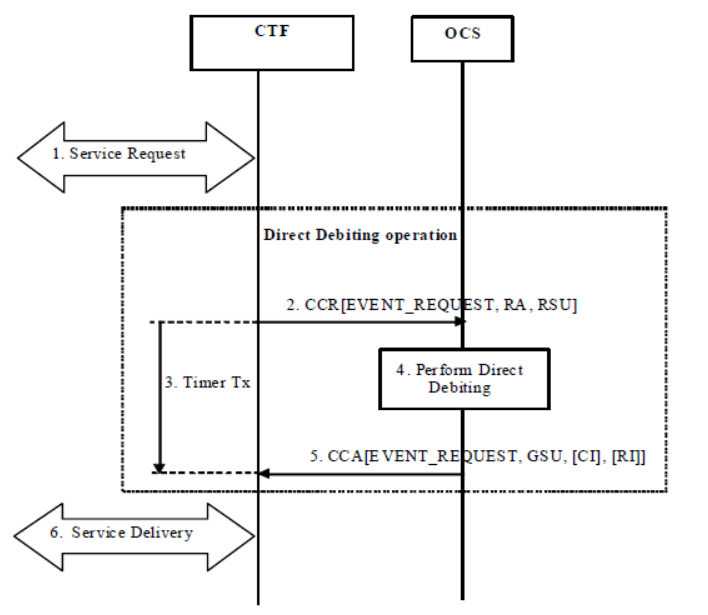 CTF
OCS
1. Service Request
Direct Debiting operation
2. CCR[EVENT_REQUEST, RA, RSU]
3. Timer Tx
4. Perform Direct
Debiting
5. CCA[EVENT_REQUEST, GSU, [CI], [RI]]
6. Service Delivery